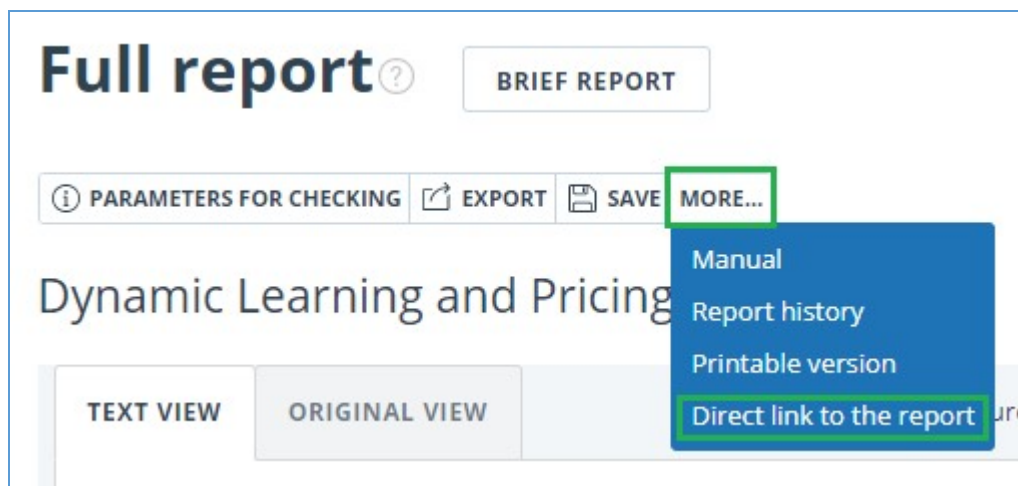 Full report ?
BRIEF REPORT
PARAMETERS FOR CHECKING EXPORT SAVE MORE...
Manual
Report history
Printable version
Direct link to the report
Dynamic Learning and Pricing
TEXT VIEW ORIGINAL VIEW